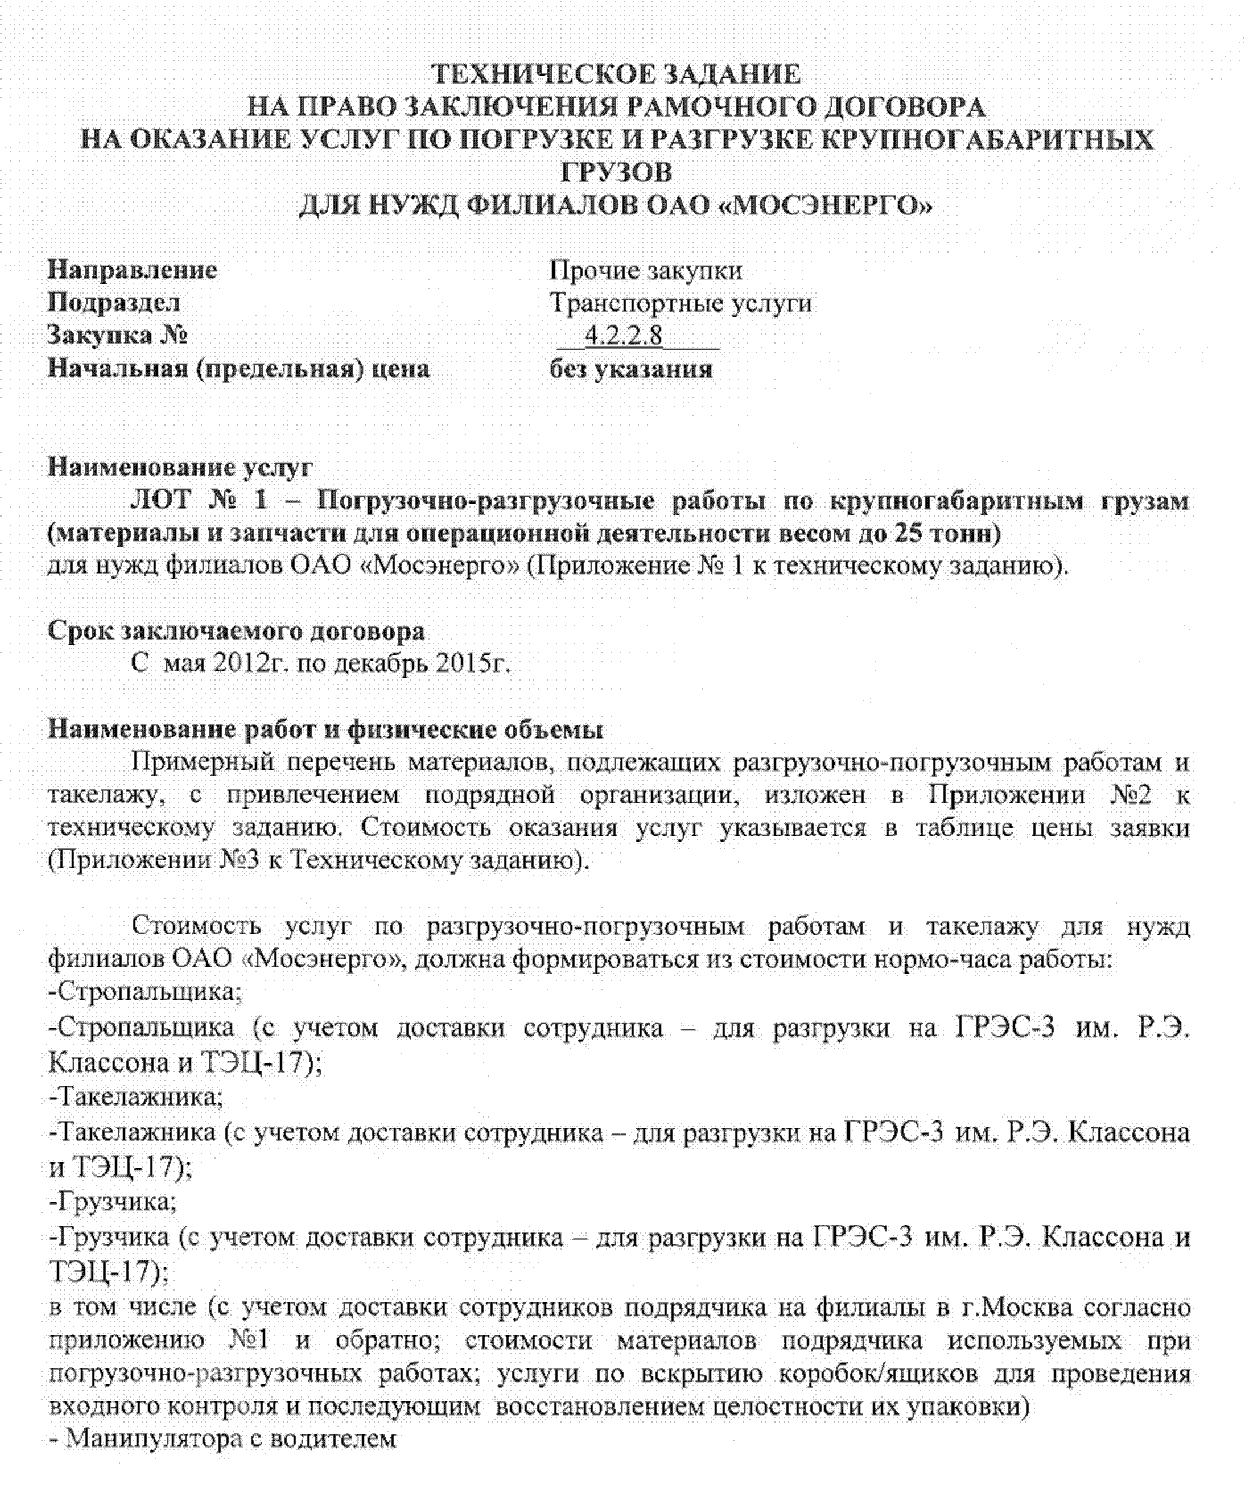 ТЕХНИЧЕСКОЕ ЗАДАНИЕ
НА ПРАВО ЗАКЛЮЧЕНИЯ РАМОЧНОГО ДОГОВОРА
НА ОКАЗАНИЕ УСЛУГ ПО ПОГРУЗКЕ И РАЗГРУЗКЕ КРУПНОГАБАРИТНЫХ
ГРУЗОВ
ДЛЯ НУЖД ФИЛИАЛОВ ОАО «МОСЭНЕРГО»
Направление Прочие закупки
Подраздел Транспортные услуги
Закупка № __4.2.2.8____
Начальная (предельная) цена без указания
Наименование услуг
ЛОТ № 1 – Погрузочно-разгрузочные работы по крупногабаритным грузам
(материалы и запчасти для операционной деятельности весом до 25 тонн)
для нужд филиалов ОАО «Мосэнерго» (Приложение № 1 к техническому заданию).
Срок заключаемого договора
С мая 2012г. по декабрь 2015г.
Наименование работ и физические объемы
Примерный перечень материалов, подлежащих разгрузочно-погрузочным работам и
такелажу, с привлечением подрядной организации, изложен в Приложении №2 к
техническому заданию. Стоимость оказания услуг указывается в таблице цены заявки
(Приложении №3 к Техническому заданию).
Стоимость услуг по разгрузочно-погрузочным работам и такелажу для нужд
филиалов ОАО «Мосэнерго», должна формироваться из стоимости нормо-часа работы:
-Стропальщика;
-Стропальщика (с учетом доставки сотрудника – для разгрузки на ГРЭС-3 им. Р.Э.
Классона и ТЭЦ-17);
-Такелажника;
-Такелажника (с учетом доставки сотрудника – для разгрузки на ГРЭС-3 им. Р.Э. Классона
и ТЭЦ-17);
-Грузчика;
-Грузчика (с учетом доставки сотрудника – для разгрузки на ГРЭС-3 им. Р.Э. Классона и
ТЭЦ-17);
в том числе (с учетом доставки сотрудников подрядчика на филиалы в г.Москва согласно
приложению №1 и обратно; стоимости материалов подрядчика используемых при
погрузочно-разгрузочных работах; услуги по вскрытию коробок/ящиков для проведения
входного контроля и последующим восстановлением целостности их упаковки)
- Манипулятора с водителем